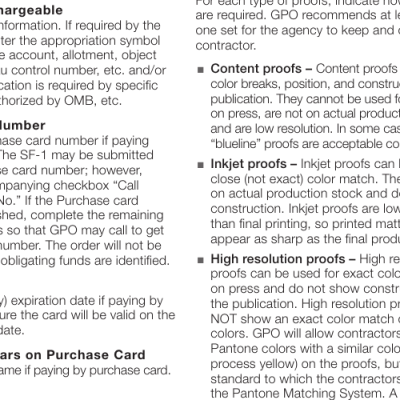 hargeable
nformation. If required by the
ter the appropriation symbol
e account, allotment, object
u control number, etc. and/or
cation is required by specific
thorized by OMB, etc.
Number
hase card number if paying
The SF-1 may be submitted
se card number; however,
mpanying checkbox “Call
No.” If the Purchase card
shed, complete the remaining
s so that GPO may call to get
number. The order will not be
obligating funds are identified.
y) expiration date if paying by
ure the card will be valid on the
date.
ars on Purchase Card
ame if paying by purchase card.
For each type of proofs, indicate how
are required. GPO recommends at le
one set for the agency to keep and o
contractor.
■ Content proofs – Content proofs
color breaks, position, and constru
publication. They cannot be used fo
on press, are not on actual product
and are low resolution. In some cas
“blueline” proofs are acceptable co
■ Inkjet proofs – Inkjet proofs can b
close (not exact) color match. The
on actual production stock and do
construction. Inkjet proofs are low
than final printing, so printed matt
appear as sharp as the final produ
■ High resolution proofs – High re
proofs can be used for exact colo
on press and do not show constr
the publication. High resolution pr
NOT show an exact color match o
colors. GPO will allow contractors
Pantone colors with a similar colo
process yellow) on the proofs, bu
standard to which the contractors
the Pantone Matching System. A